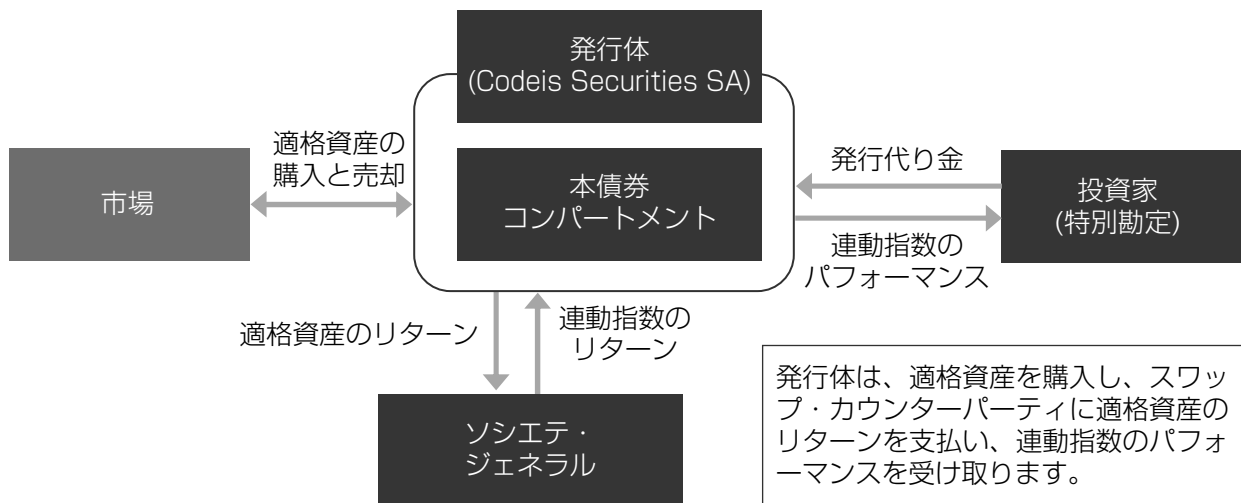 発行体
(Codeis Securities SA)
適格資産の
購入と売却
市場
本債券
コンパートメント
発行代り金
投資家
(特別勘定)
連動指数の
パフォーマンス
適格資産のリターン
連動指数の
リターン
ソシエテ・
ジェネラル
発行体は、適格資産を購入し、スワッ
プ・カウンターパーティに適格資産の
リターンを支払い、連動指数のパフォ
ーマンスを受け取ります。